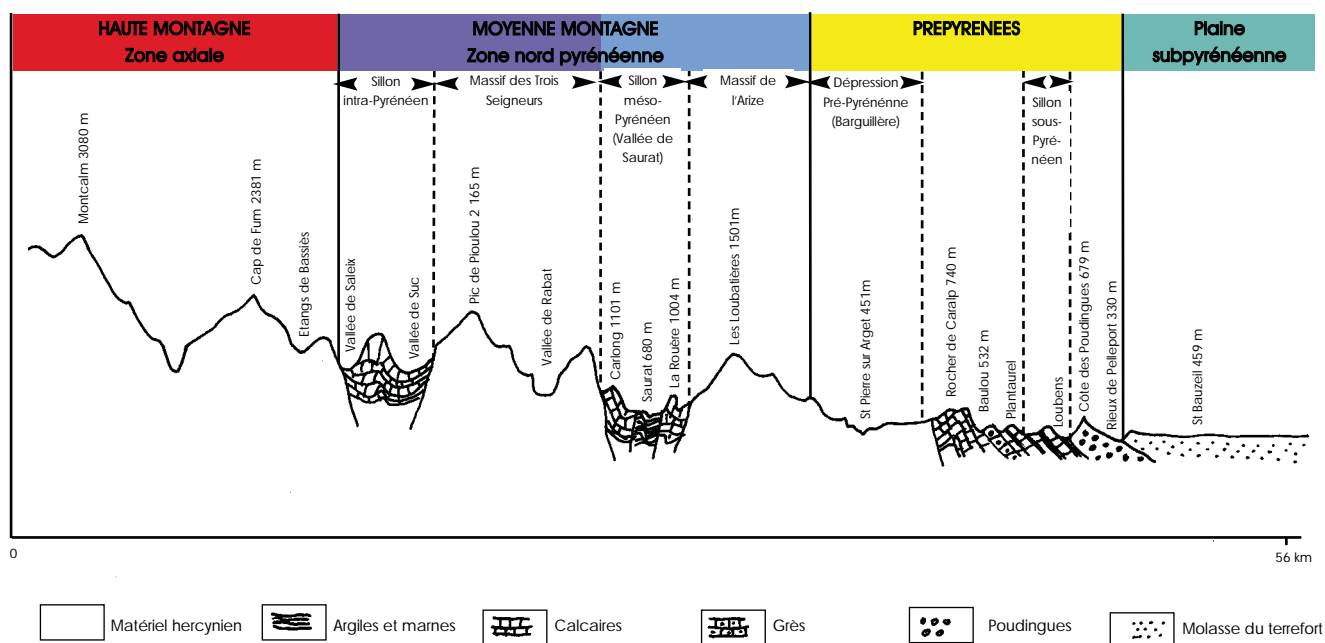 HAUTE MONTAGNE
Zone axiale
MOYENNE MONTAGNE
Zone nord pyrénéenne
PREPYRENEES
Plaine
subpyrénéenne
Sillon
intra-Pyrénéen
Massif des Trois
Seigneurs
Sillon
méso-
Pyrénéen
(Vallée de
Saurat)
Massif de
l'Arize
Dépression
Pré-Pyrénénne
(Barguillère)
Sillon
sous-
Pyré-
néen
Montcalm 3080 m
Cap de Fum 2381 m
Etangs de Bassiès
Vallée de Saleix
Vallée de Suc
Pic de Pioulou 2 165 m
Vallée de Rabat
Carlong 1101 m
Saurat 680 m
La Rouère 1004 m
Les Loubatières 1501m
St Pierre sur Arget 451m
Rocher de Caralp 740 m
Baulou 532 m
Plantaurel
Loubens
Côte des Poudingues 679 m
Rieux de Pelleport 330 m
St Bauzeil 459 m
0
56 km
Matériel hercynien
Argiles et marnes
Calcaires
Grès
Poudingues
Molasse du terrefort